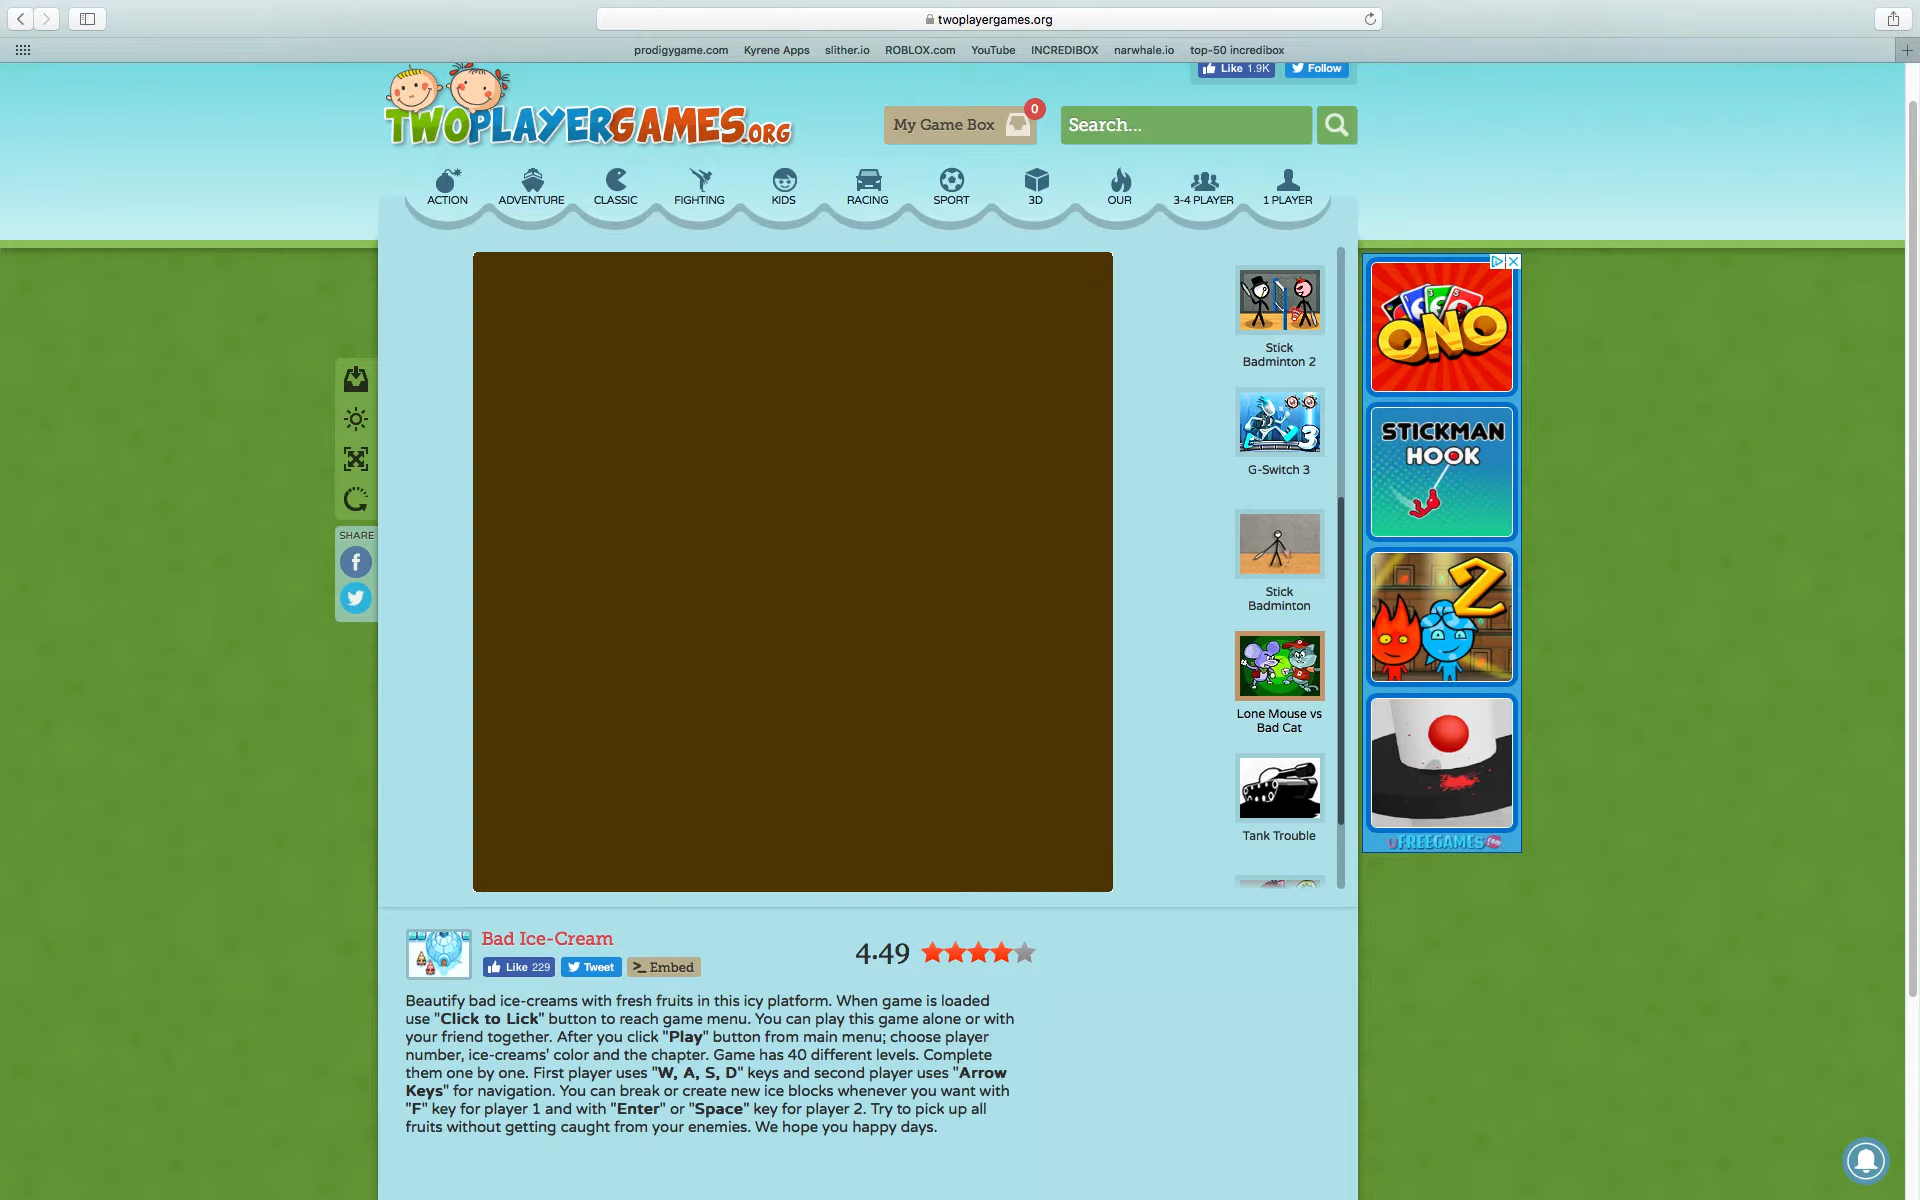 twoplayergames.org
prodigygame.com Kyrene Apps slither.io ROBLOX.com YouTube INCREDIBOX narwhale.io top-50 incredibox
Like 1.9K Follow
TWOPLAYERGAMES.ORG
My Game Box 0 Search...
ACTION ADVENTURE CLASSIC FIGHTING KIDS RACING SPORT 3D OUR 3-4 PLAYER 1 PLAYER
ONO
Stick
Badminton 2
STICKMAN
HOOK
3
G-Switch 3
SHARE
2
Stick
Badminton
Lone Mouse vs
Bad Cat
Tank Trouble
UFREEGAMES.com
Bad Ice-Cream
4.49
Like 229 Tweet >_ Embed
Beautify bad ice-creams with fresh fruits in this icy platform. When game is loaded
use "Click to Lick" button to reach game menu. You can play this game alone or with
your friend together. After you click "Play" button from main menu; choose player
number, ice-creams' color and the chapter. Game has 40 different levels. Complete
them one by one. First player uses "W, A, S, D" keys and second player uses "Arrow
Keys" for navigation. You can break or create new ice blocks whenever you want with
"F" key for player 1 and with "Enter" or "Space" key for player 2. Try to pick up all
fruits without getting caught from your enemies. We hope you happy days.